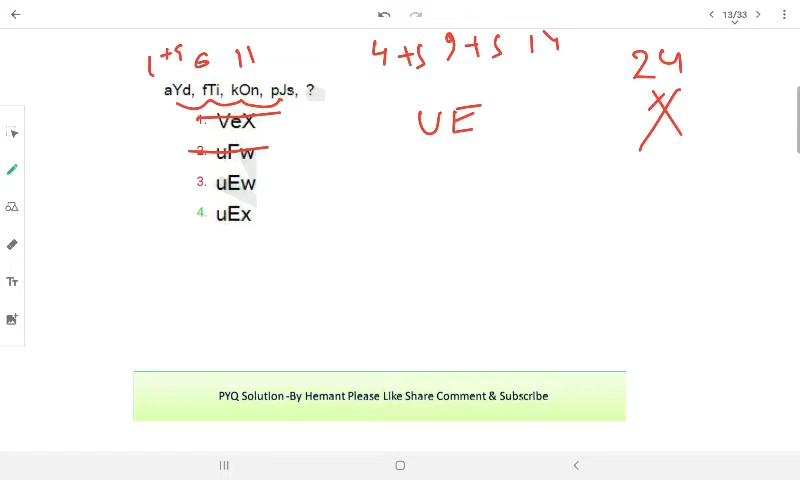 13/33
1 +5 6 11
4 +5 9 +5 14
24
aYd, fTi, kOn, pJs, ?
X
1. VeX
UE
2. uFw
3. uEw
4. uEx
Tт
PYQ Solution -By Hemant Please Like Share Comment & Subscribe